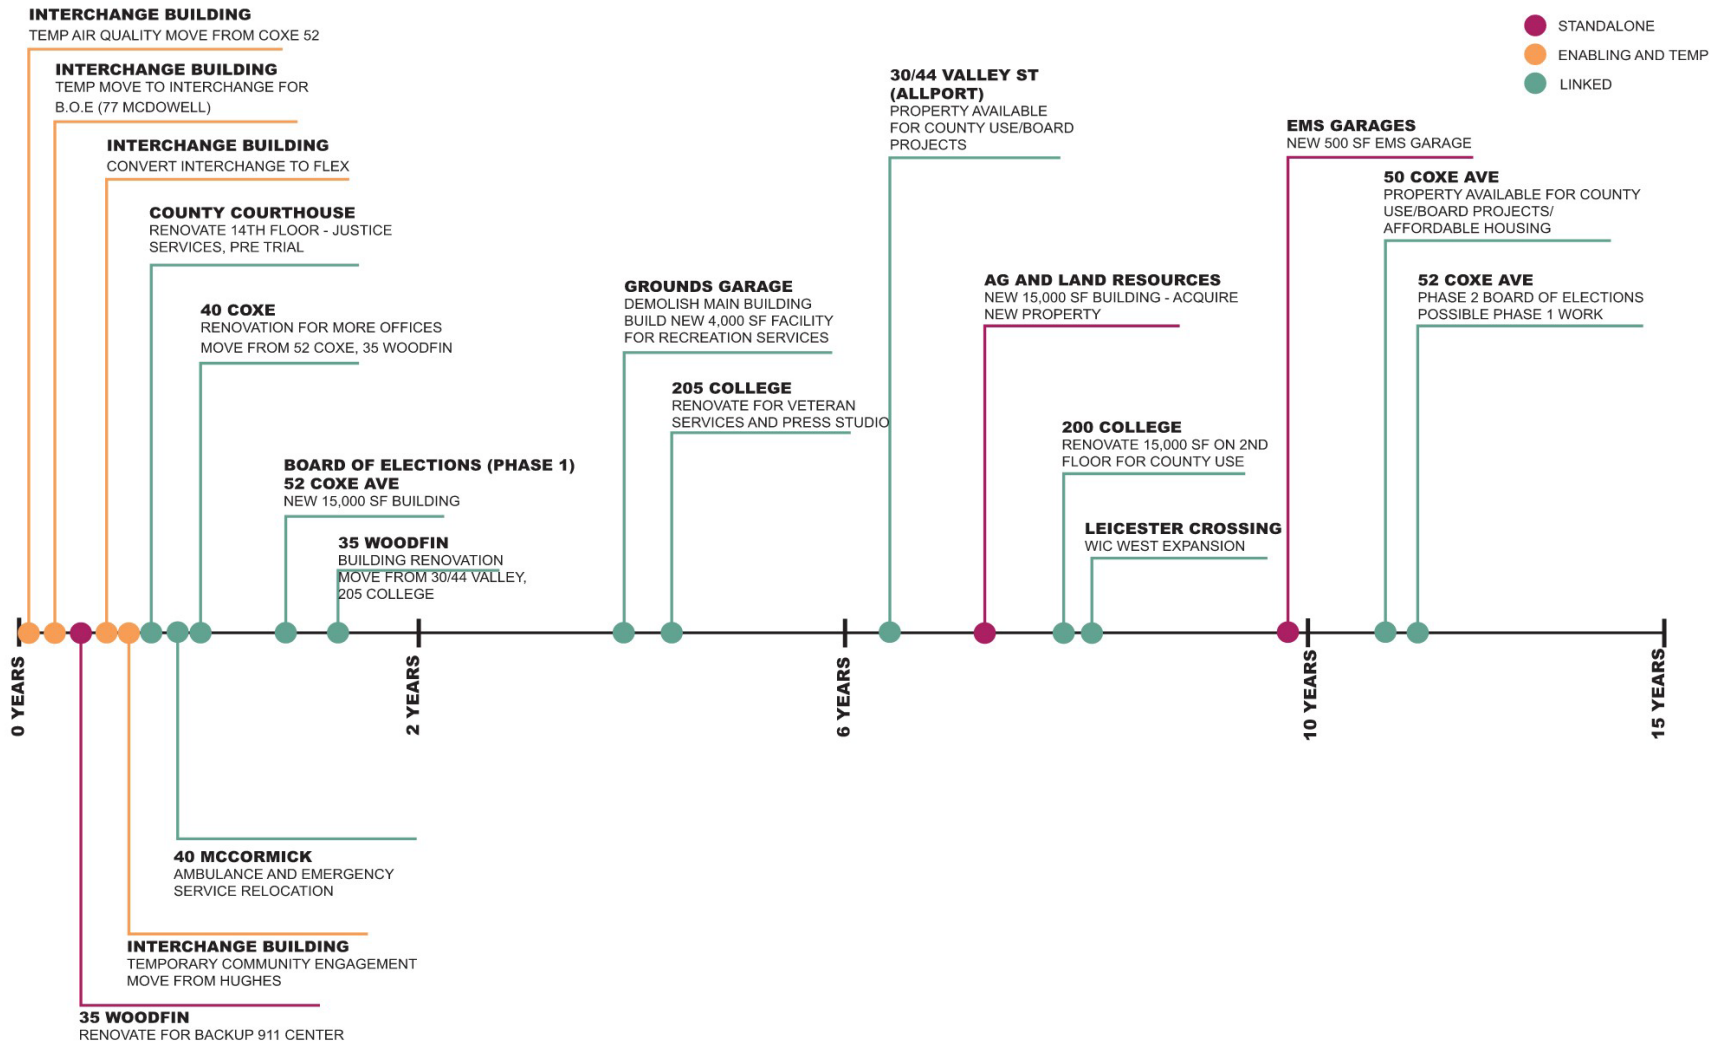 INTERCHANGE BUILDING
TEMP AIR QUALITY MOVE FROM COXE 52
INTERCHANGE BUILDING
TEMP MOVE TO INTERCHANGE FOR
B.O.E (77 MCDOWELL)
INTERCHANGE BUILDING
CONVERT INTERCHANGE TO FLEX
COUNTY COURTHOUSE
RENOVATE 14TH FLOOR - JUSTICE
SERVICES, PRE TRIAL
40 COXE
RENOVATION FOR MORE OFFICES
MOVE FROM 52 COXE, 35 WOODFIN
BOARD OF ELECTIONS (PHASE 1)
52 COXE AVE
NEW 15,000 SF BUILDING
35 WOODFIN
BUILDING RENOVATION
MOVE FROM 30/44 VALLEY,
205 COLLEGE
GROUNDS GARAGE
DEMOLISH MAIN BUILDING
BUILD NEW 4,000 SF FACILITY
FOR RECREATION SERVICES
205 COLLEGE
RENOVATE FOR VETERAN
SERVICES AND PRESS STUDIO
30/44 VALLEY ST
(ALLPORT)
PROPERTY AVAILABLE
FOR COUNTY USE/BOARD
PROJECTS
AG AND LAND RESOURCES
NEW 15,000 SF BUILDING - ACQUIRE
NEW PROPERTY
200 COLLEGE
RENOVATE 15,000 SF ON 2ND
FLOOR FOR COUNTY USE
LEICESTER CROSSING
WIC WEST EXPANSION
EMS GARAGES
NEW 500 SF EMS GARAGE
50 COXE AVE
PROPERTY AVAILABLE FOR COUNTY
USE/BOARD PROJECTS/
AFFORDABLE HOUSING
52 COXE AVE
PHASE 2 BOARD OF ELECTIONS
POSSIBLE PHASE 1 WORK
STANDALONE
ENABLING AND TEMP
LINKED
0 YEARS
2 YEARS
6 YEARS
10 YEARS
15 YEARS
40 MCCORMICK
AMBULANCE AND EMERGENCY
SERVICE RELOCATION
INTERCHANGE BUILDING
TEMPORARY COMMUNITY ENGAGEMENT
MOVE FROM HUGHES
35 WOODFIN
RENOVATE FOR BACKUP 911 CENTER